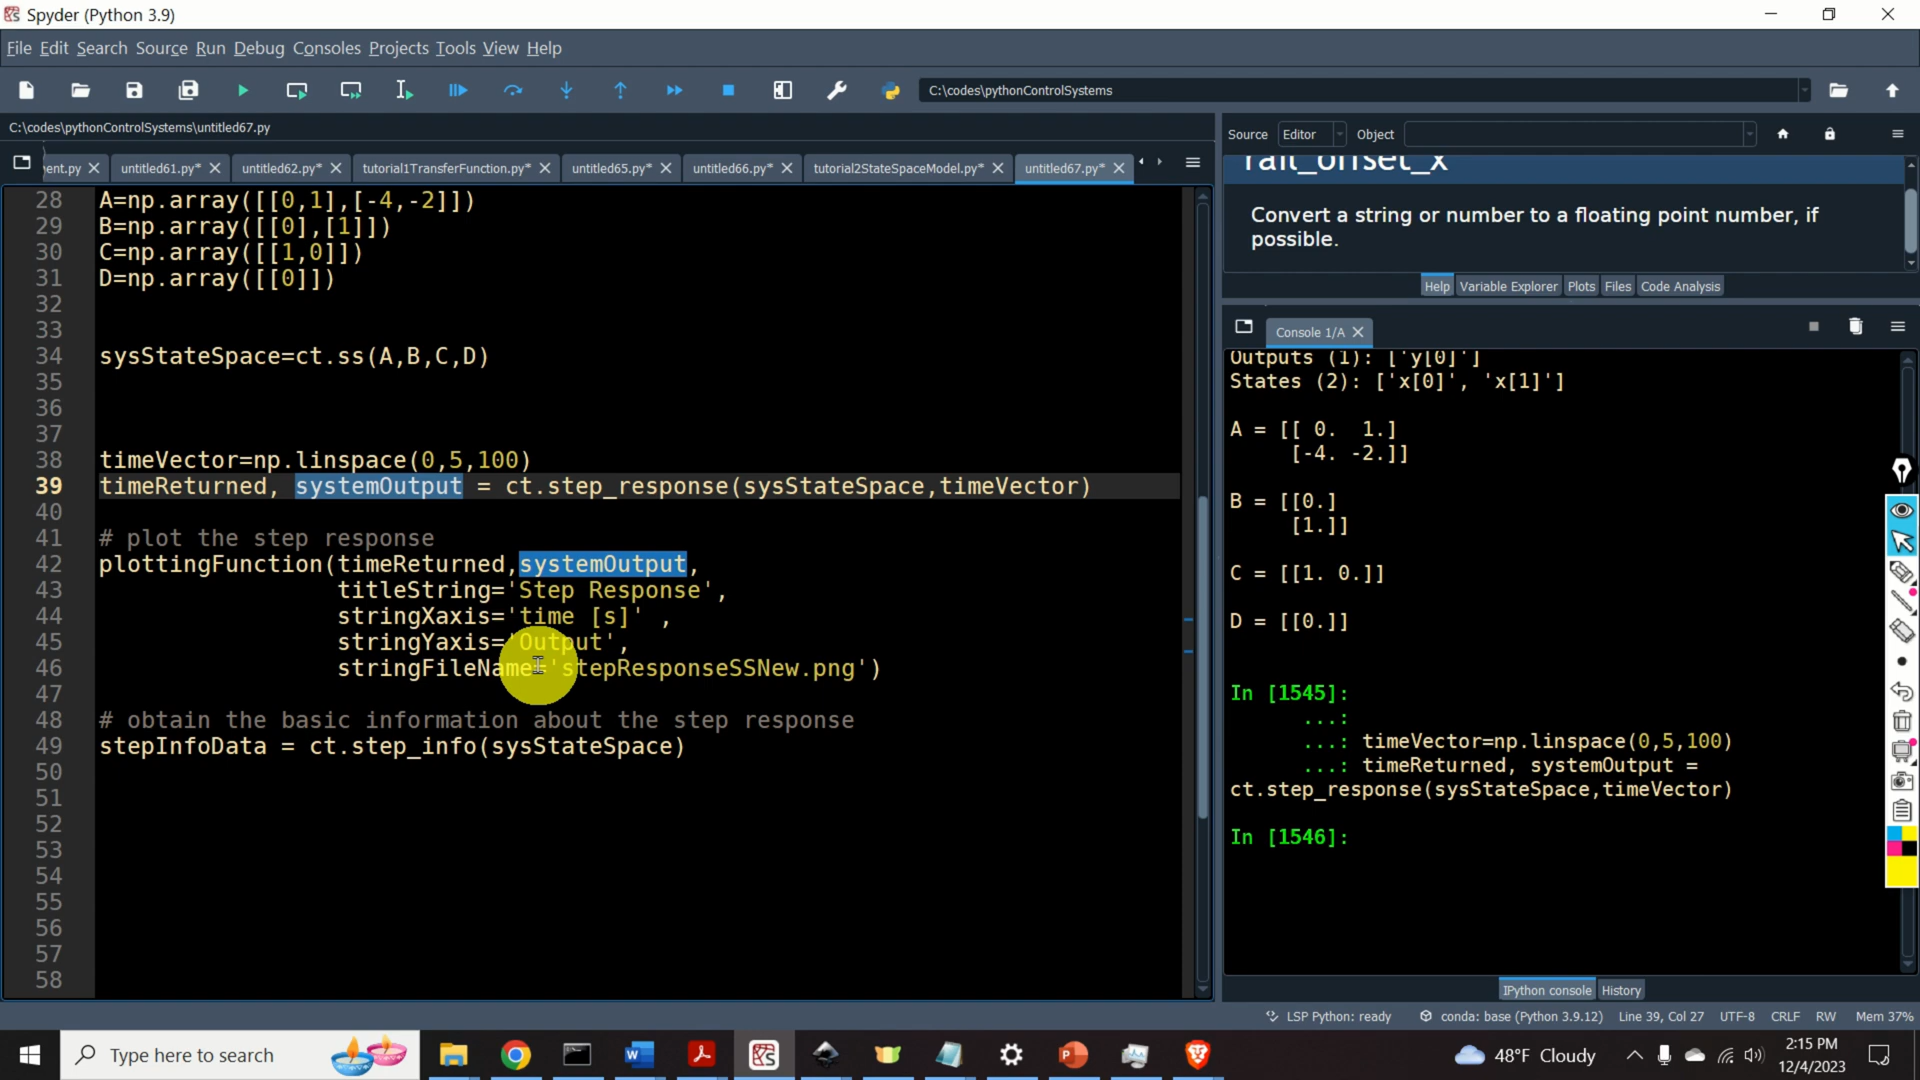 Spyder (Python 3.9)
File Edit Search Source Run Debug Consoles Projects Tools View Help
C:\codes\pythonControlSystems
C:\codes\pythonControlSystems\untitled67.py
ent.py untitled61.py* untitled62.py* tutorial1TransferFunction.py* untitled65.py* untitled66.py* tutorial2StateSpaceModel.py* untitled67.py*
28 A=np.array([[0,1],[-4,-2]])
29 B=np.array([[0],[1]])
30 C=np.array([[1,0]])
31 D=np.array([[0]])
32
33
34 sysStateSpace=ct.ss(A,B,C,D)
35
36
37
38 timeVector=np.linspace(0,5,100)
39 timeReturned, systemOutput = ct.step_response(sysStateSpace,timeVector)
40
41 # plot the step response
42 plottingFunction(timeReturned,systemOutput,
43 titleString='Step Response',
44 stringXaxis='time [s]' ,
45 stringYaxis='Output',
46 stringFileName='stepResponseSSNew.png')
47
48 # obtain the basic information about the step response
49 stepInfoData = ct.step_info(sysStateSpace)
50
51
52
53
54
55
56
57
58
Source Editor Object
rait_offset_x
Convert a string or number to a floating point number, if
possible.
Help Variable Explorer Plots Files Code Analysis
Console 1/A
Outputs (1): ['y[0]']
States (2): ['x[0]', 'x[1]']
A = [[ 0. 1.]
[-4. -2.]]
B = [[0.]
[1.]]
C = [[1. 0.]]
D = [[0.]]
In [1545]:
...:
...: timeVector=np.linspace(0,5,100)
...: timeReturned, systemOutput =
ct.step_response(sysStateSpace,timeVector)
In [1546]:
IPython console History
LSP Python: ready conda: base (Python 3.9.12) Line 39, Col 27 UTF-8 CRLF RW Mem 37%
Type here to search
48°F Cloudy
2:15 PM
12/4/2023